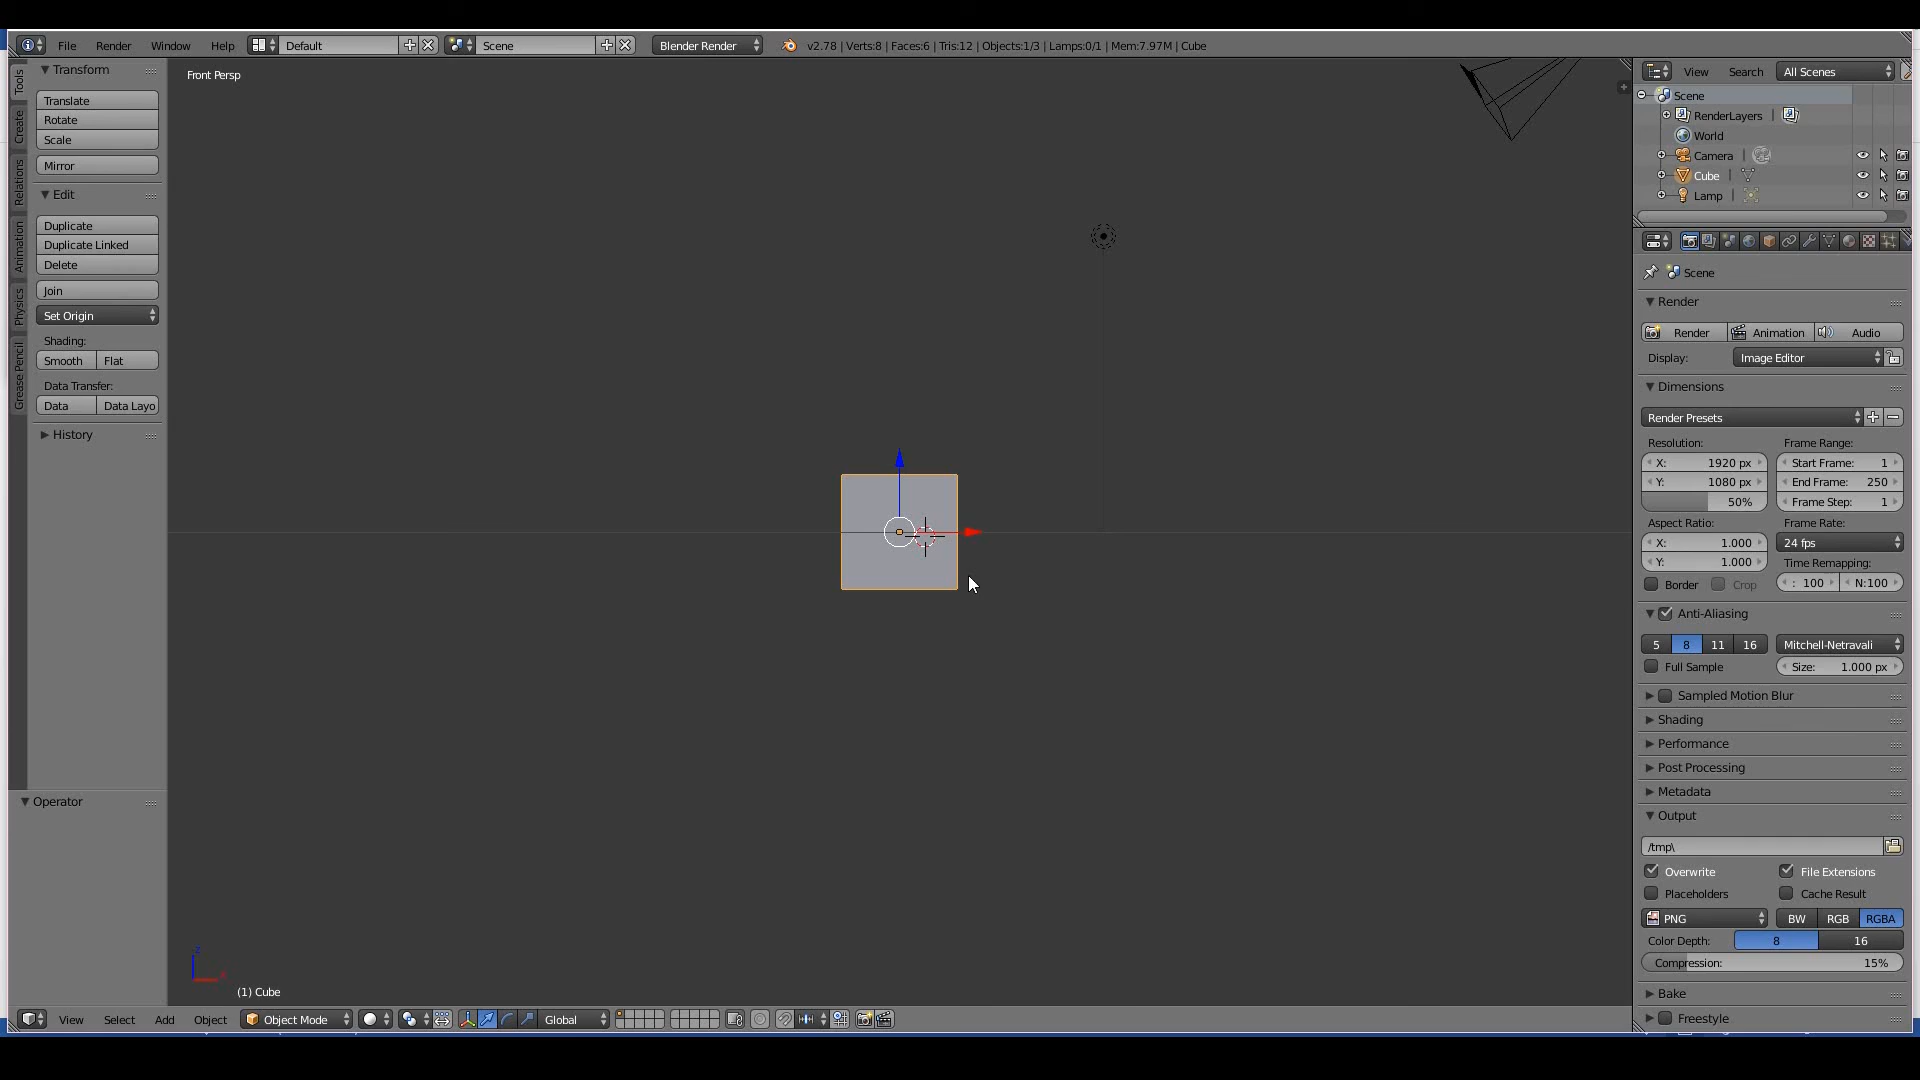 File Render Window Help Default Scene Blender Render v2.78 | Verts:8 | Faces:6 | Tris:12 | Objects:1/3 | Lamps:0/1 | Mem:7.97M | Cube
Tools
Create
Relations
Animation
Physics
Grease Pencil
Transform
Translate
Rotate
Scale
Mirror
Edit
Duplicate
Duplicate Linked
Delete
Join
Set Origin
Shading:
Smooth Flat
Data Transfer:
Data Data Layo
History
Operator
Front Persp
z
x
(1) Cube
View Select Add Object Object Mode Global
View Search All Scenes
Scene
RenderLayers |
World
Camera |
Cube |
Lamp |
Scene
Render
Render Animation Audio
Display: Image Editor
Dimensions
Render Presets
Resolution: Frame Range:
X: 1920 px Start Frame: 1
Y: 1080 px End Frame: 250
50% Frame Step: 1
Aspect Ratio: Frame Rate:
X: 1.000 24 fps
Y: 1.000 Time Remapping:
Border Crop : 100 N:100
Anti-Aliasing
5 8 11 16 Mitchell-Netravali
Full Sample Size: 1.000 px
Sampled Motion Blur
Shading
Performance
Post Processing
Metadata
Output
/tmp\
Overwrite File Extensions
Placeholders Cache Result
PNG BW RGB RGBA
Color Depth: 8 16
Compression: 15%
Bake
Freestyle